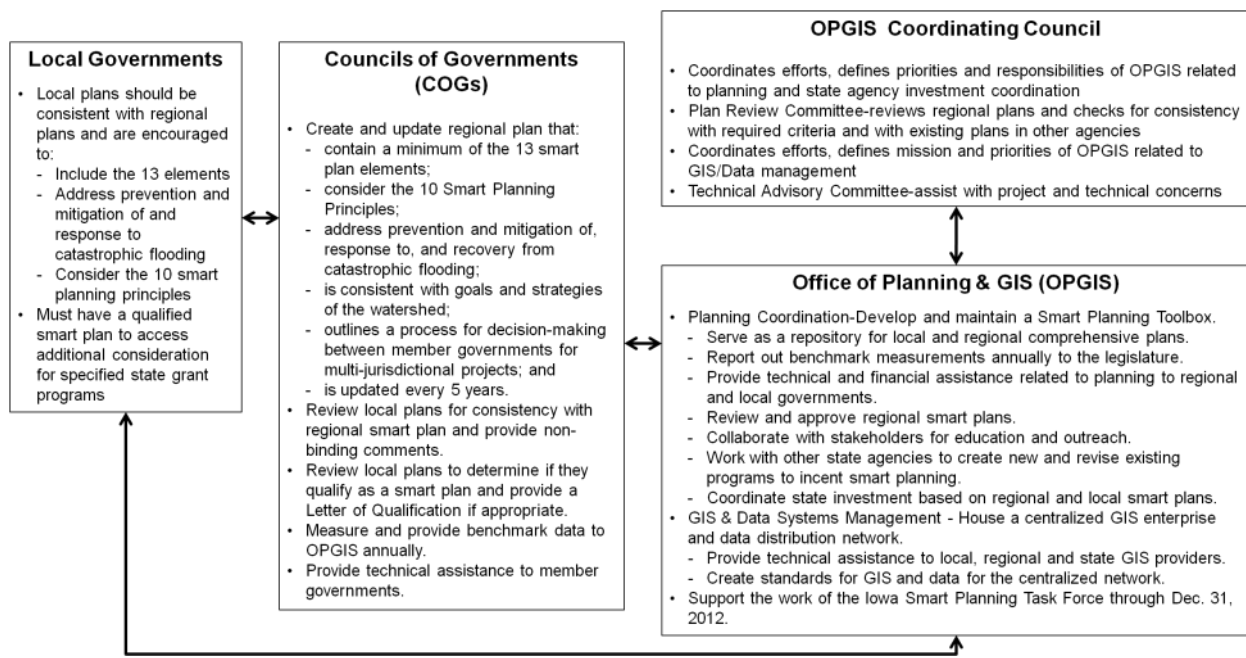 Local Governments
• Local plans should be
consistent with regional
plans and are encouraged
to:
- Include the 13 elements
- Address prevention and
mitigation of and
response to
catastrophic flooding
- Consider the 10 smart
planning principles
• Must have a qualified
smart plan to access
additional consideration
for specified state grant
programs
Councils of Governments
(COGs)
• Create and update regional plan that:
- contain a minimum of the 13 smart
plan elements;
- consider the 10 Smart Planning
Principles;
- address prevention and mitigation of,
response to, and recovery from
catastrophic flooding;
- is consistent with goals and strategies
of the watershed;
- outlines a process for decision-making
between member governments for
multi-jurisdictional projects; and
- is updated every 5 years.
• Review local plans for consistency with
regional smart plan and provide non-
binding comments.
• Review local plans to determine if they
qualify as a smart plan and provide a
Letter of Qualification if appropriate.
• Measure and provide benchmark data to
OPGIS annually.
• Provide technical assistance to member
governments.
OPGIS Coordinating Council
• Coordinates efforts, defines priorities and responsibilities of OPGIS related
to planning and state agency investment coordination
• Plan Review Committee-reviews regional plans and checks for consistency
with required criteria and with existing plans in other agencies
• Coordinates efforts, defines mission and priorities of OPGIS related to
GIS/Data management
• Technical Advisory Committee-assist with project and technical concerns
Office of Planning & GIS (OPGIS)
• Planning Coordination-Develop and maintain a Smart Planning Toolbox.
- Serve as a repository for local and regional comprehensive plans.
- Report out benchmark measurements annually to the legislature.
- Provide technical and financial assistance related to planning to regional
and local governments.
- Review and approve regional smart plans.
- Collaborate with stakeholders for education and outreach.
- Work with other state agencies to create new and revise existing
programs to incent smart planning.
- Coordinate state investment based on regional and local smart plans.
• GIS & Data Systems Management - House a centralized GIS enterprise
and data distribution network.
- Provide technical assistance to local, regional and state GIS providers.
- Create standards for GIS and data for the centralized network.
• Support the work of the Iowa Smart Planning Task Force through Dec. 31,
2012.